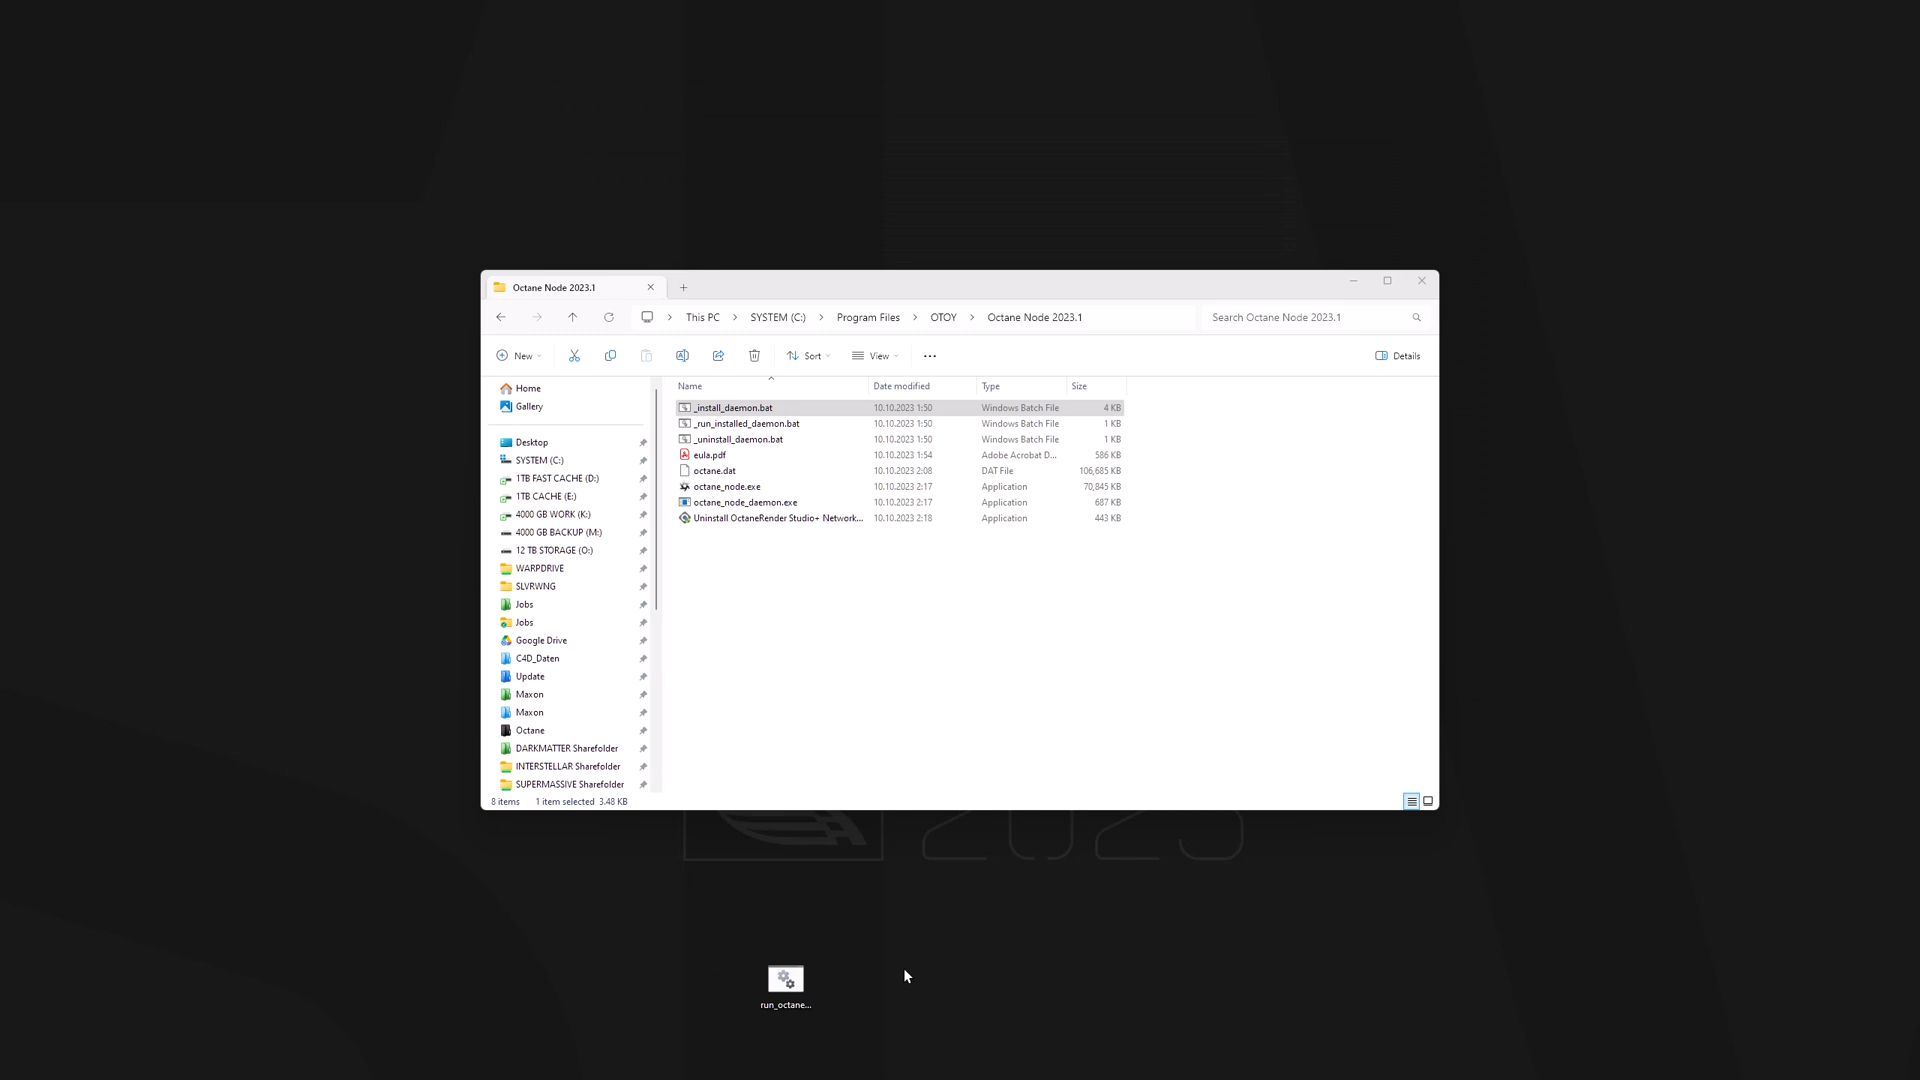 Octane Node 2023.1
This PC > SYSTEM (C:) > Program Files > OTOY > Octane Node 2023.1
Search Octane Node 2023.1
New
Sort
View
Details
Home
Gallery
Desktop
SYSTEM (C:)
1TB FAST CACHE (D:)
1TB CACHE (E:)
4000 GB WORK (K:)
4000 GB BACKUP (M:)
12 TB STORAGE (O:)
WARPDRIVE
SLVRWNG
Jobs
Jobs
Google Drive
C4D_Daten
Update
Maxon
Maxon
Octane
DARKMATTER Sharefolder
INTERSTELLAR Sharefolder
SUPERMASSIVE Sharefolder
Name Date modified Type Size
_install_daemon.bat 10.10.2023 1:50 Windows Batch File 4 KB
_run_installed_daemon.bat 10.10.2023 1:50 Windows Batch File 1 KB
_uninstall_daemon.bat 10.10.2023 1:50 Windows Batch File 1 KB
eula.pdf 10.10.2023 1:54 Adobe Acrobat D... 586 KB
octane.dat 10.10.2023 2:08 DAT File 106,685 KB
octane_node.exe 10.10.2023 2:17 Application 70,845 KB
octane_node_daemon.exe 10.10.2023 2:17 Application 687 KB
Uninstall OctaneRender Studio+ Network... 10.10.2023 2:18 Application 443 KB
8 items 1 item selected 3.48 KB
2023
run_octane...